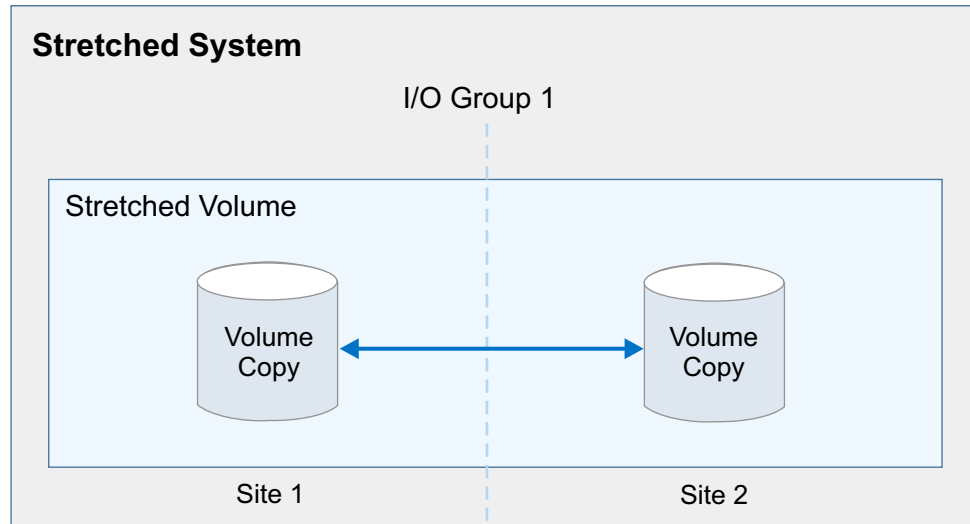 Stretched System
I/O Group 1
Stretched Volume
Volume
Copy
Volume
Copy
Site 1
Site 2